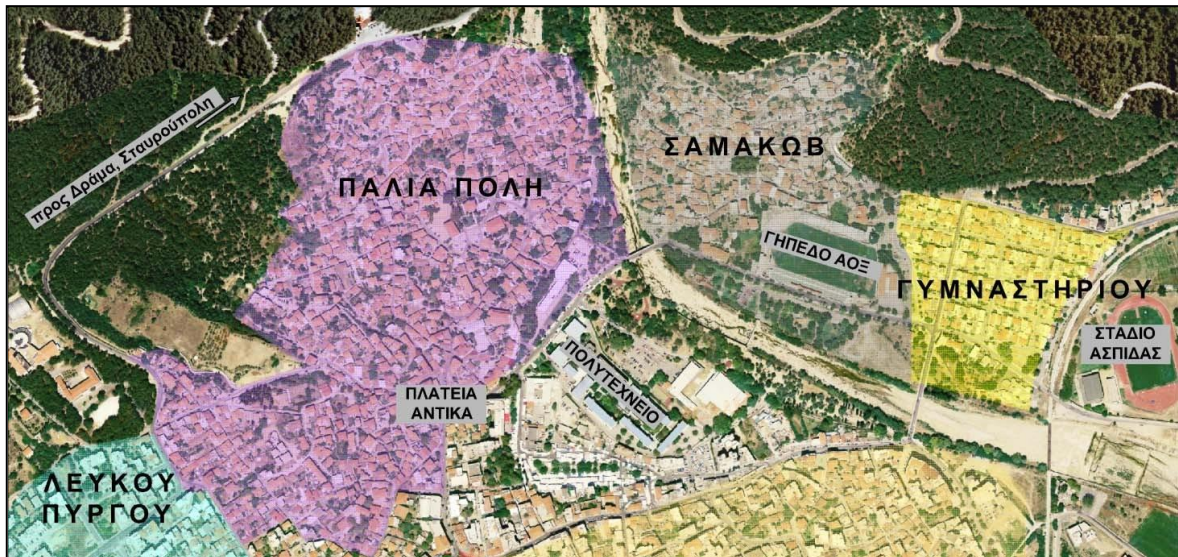 προς Δράμα, Σταυρούπολη
ΠΑΛΙΑ ΠΟΛΗ
ΣΑΜΑΚΩΒ
ΓΗΠΕΔΟ ΑΟΞ
ΓΥΜΝΑΣΤΗΡΙΟΥ
ΣΤΑΔΙΟ
ΑΣΠΙΔΑΣ
ΠΟΛΥΤΕΧΝΕΙΟ
ΠΛΑΤΕΙΑ
ΑΝΤΙΚΑ
ΛΕΥΚΟΥ
ΠΥΡΓΟΥ